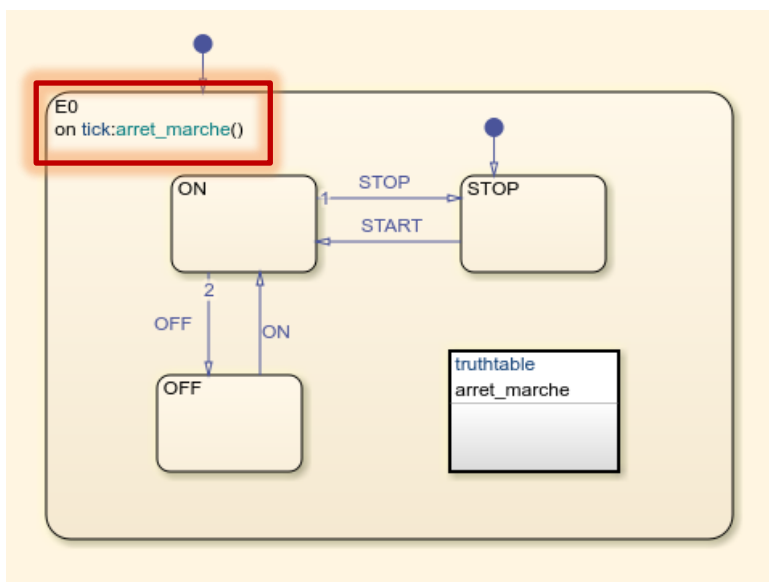 E0
on tick:arret_marche()
ON
1
STOP
STOP
START
2
OFF
ON
OFF
truthtable
arret_marche